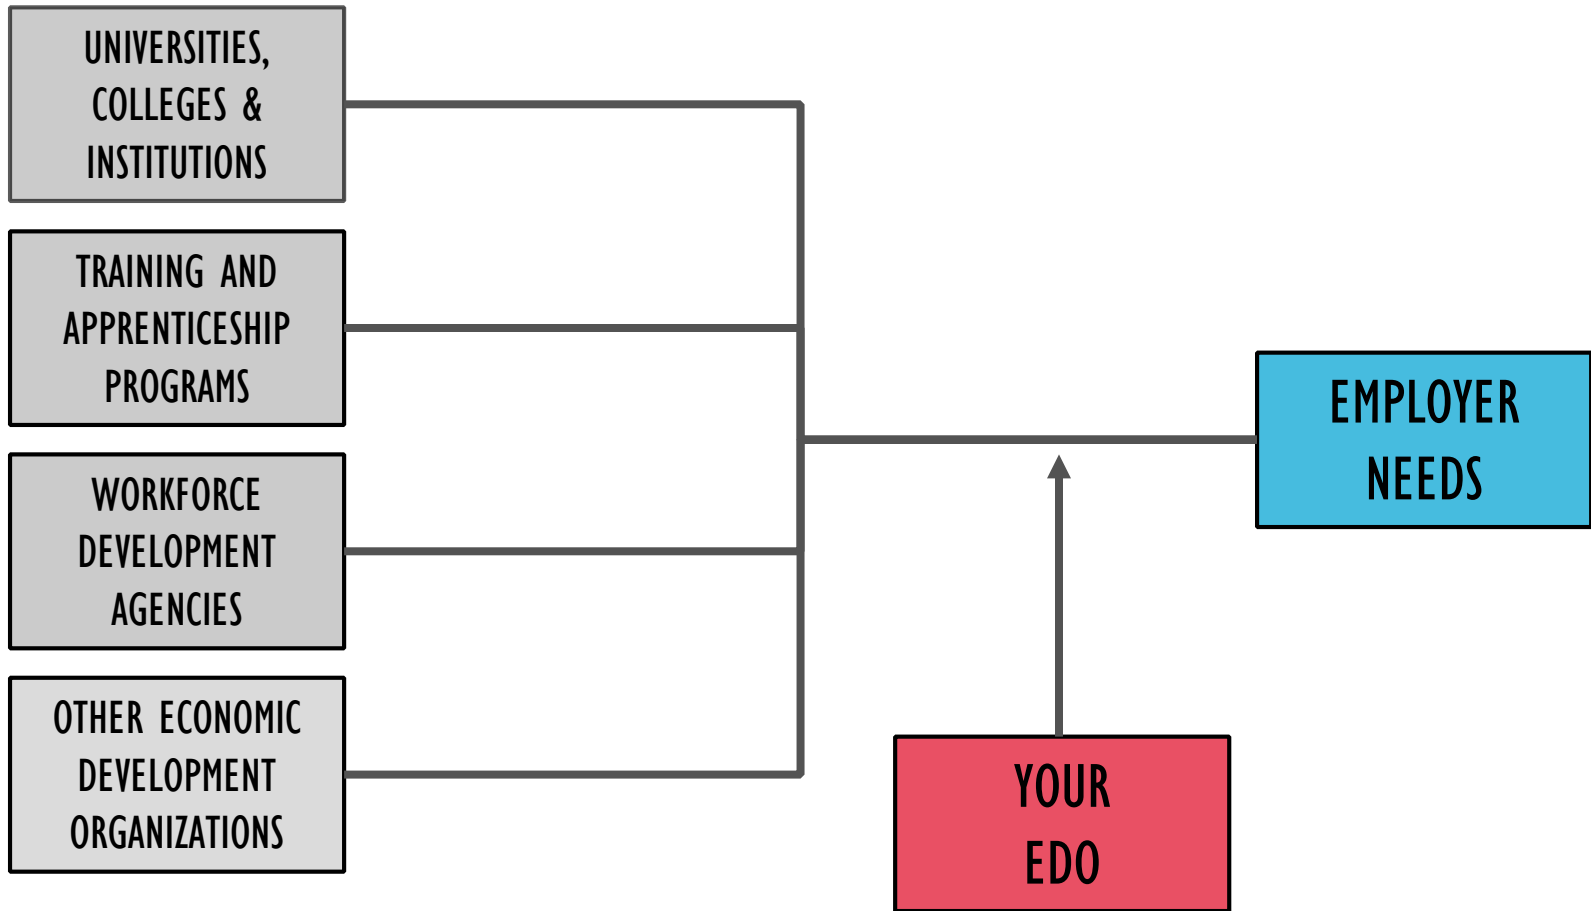 UNIVERSITIES,
COLLEGES &
INSTITUTIONS
TRAINING AND
APPRENTICESHIP
PROGRAMS
WORKFORCE
DEVELOPMENT
AGENCIES
OTHER ECONOMIC
DEVELOPMENT
ORGANIZATIONS
EMPLOYER
NEEDS
YOUR
EDO